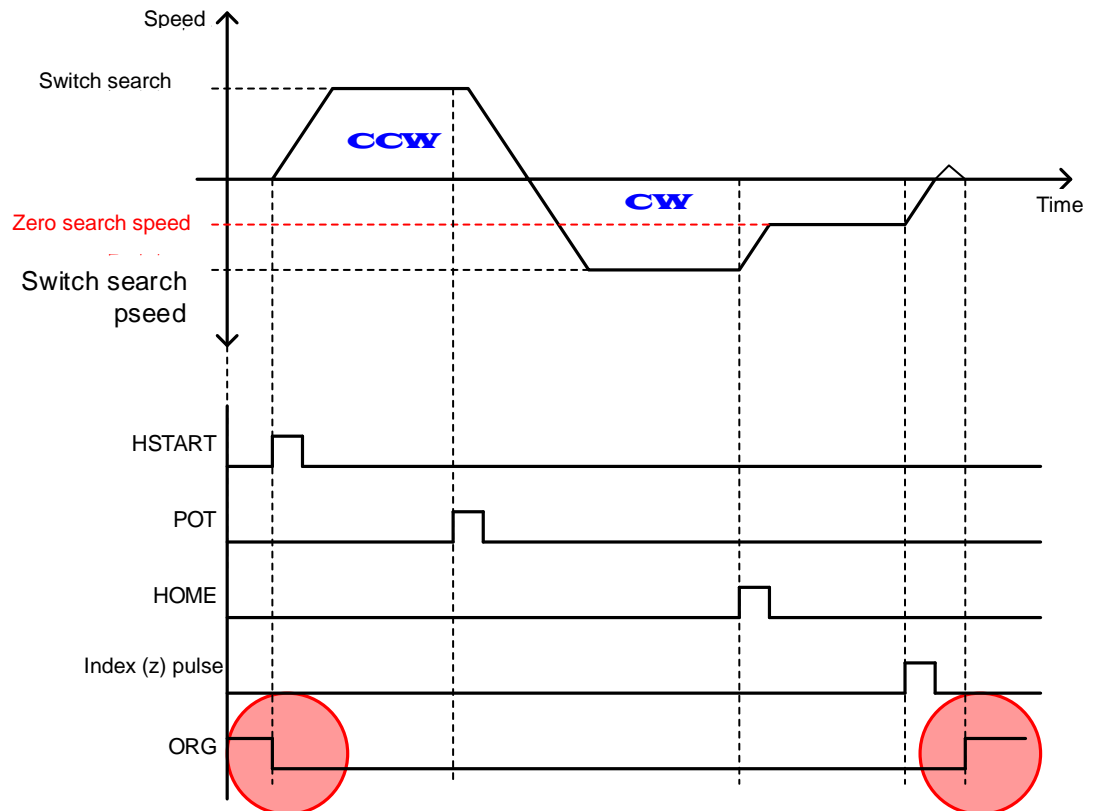 Speed
Switch search
CCW
CW
Time
Zero search speed
Switch search
pseed
HSTART
POT
HOME
Index (z) pulse
ORG